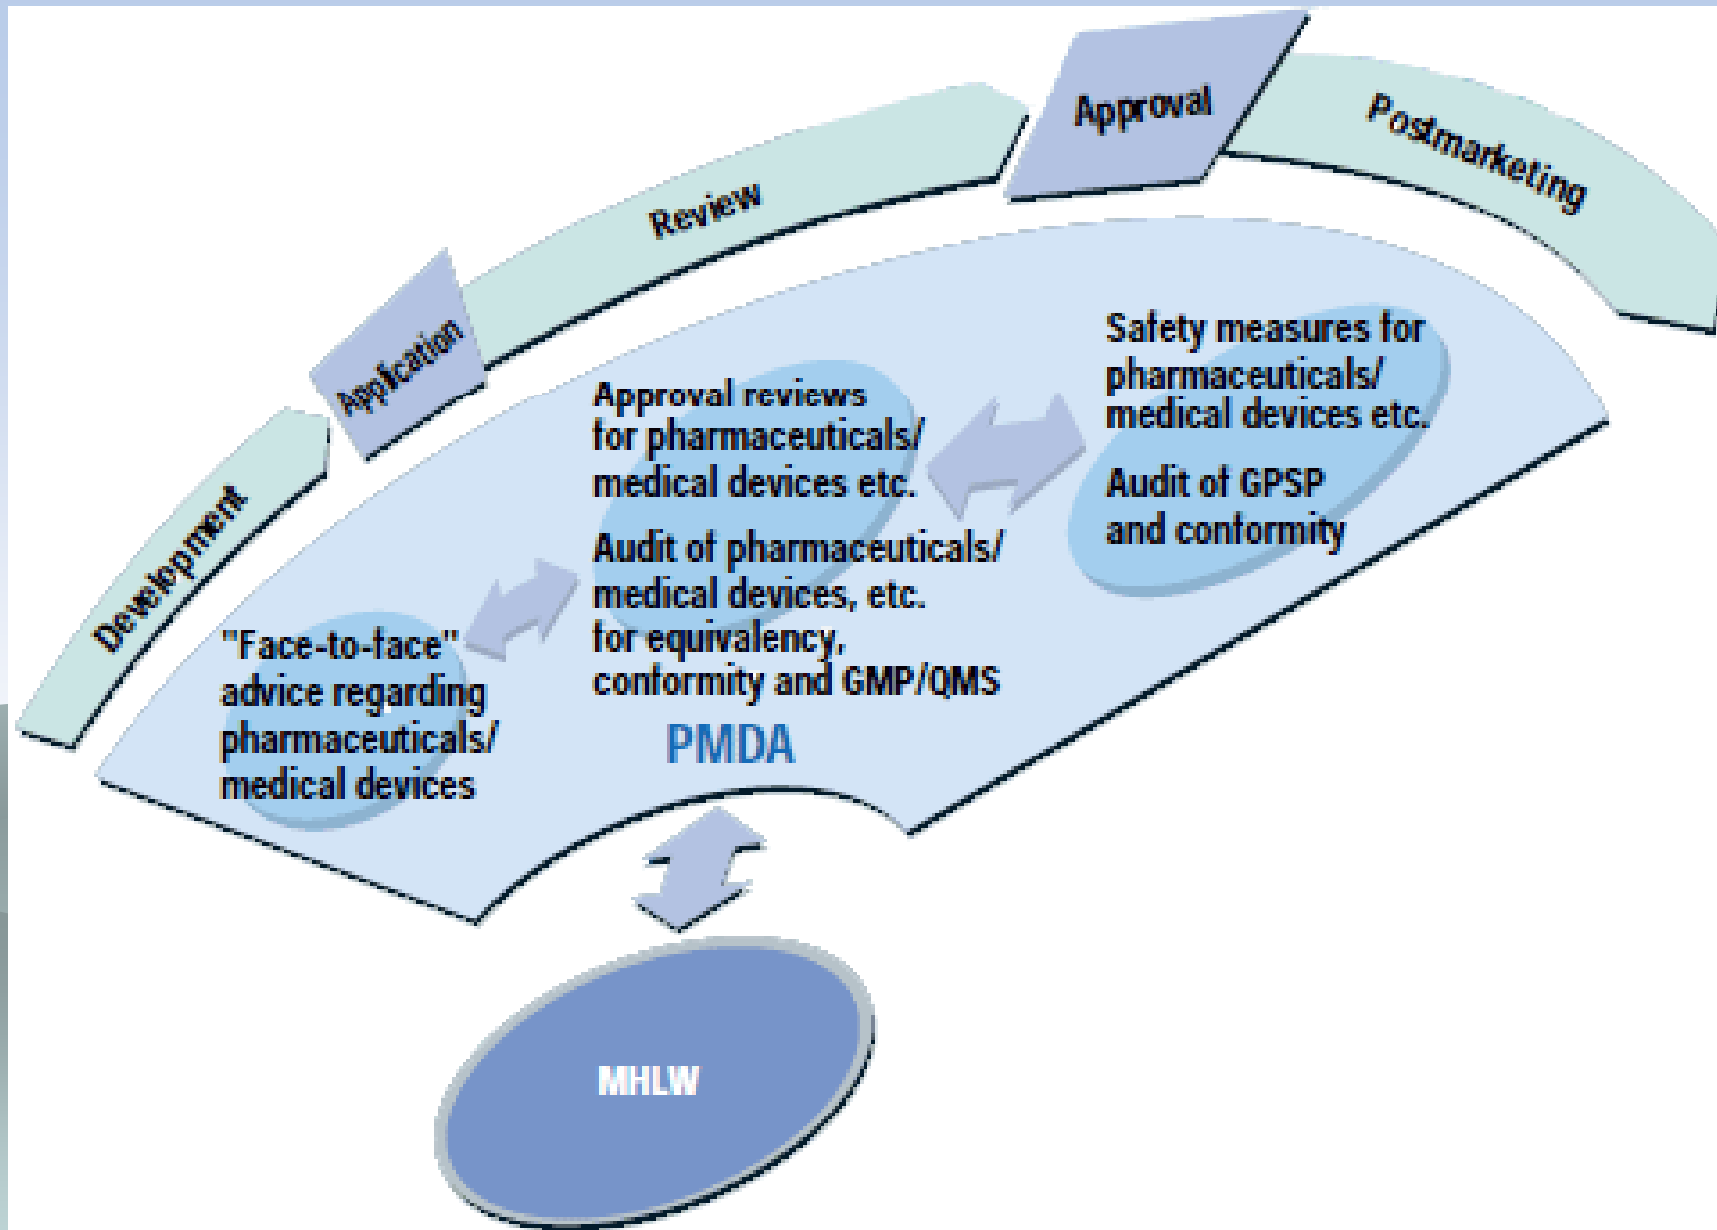 Development
Application
Review
Approval
Postmarketing
"Face-to-face"
advice regarding
pharmaceuticals/
medical devices
Approval reviews
for pharmaceuticals/
medical devices etc.
Audit of pharmaceuticals/
medical devices, etc.
for equivalency,
conformity and GMP/QMS
Safety measures for
pharmaceuticals/
medical devices etc.
Audit of GPSP
and conformity
PMDA
MHLW